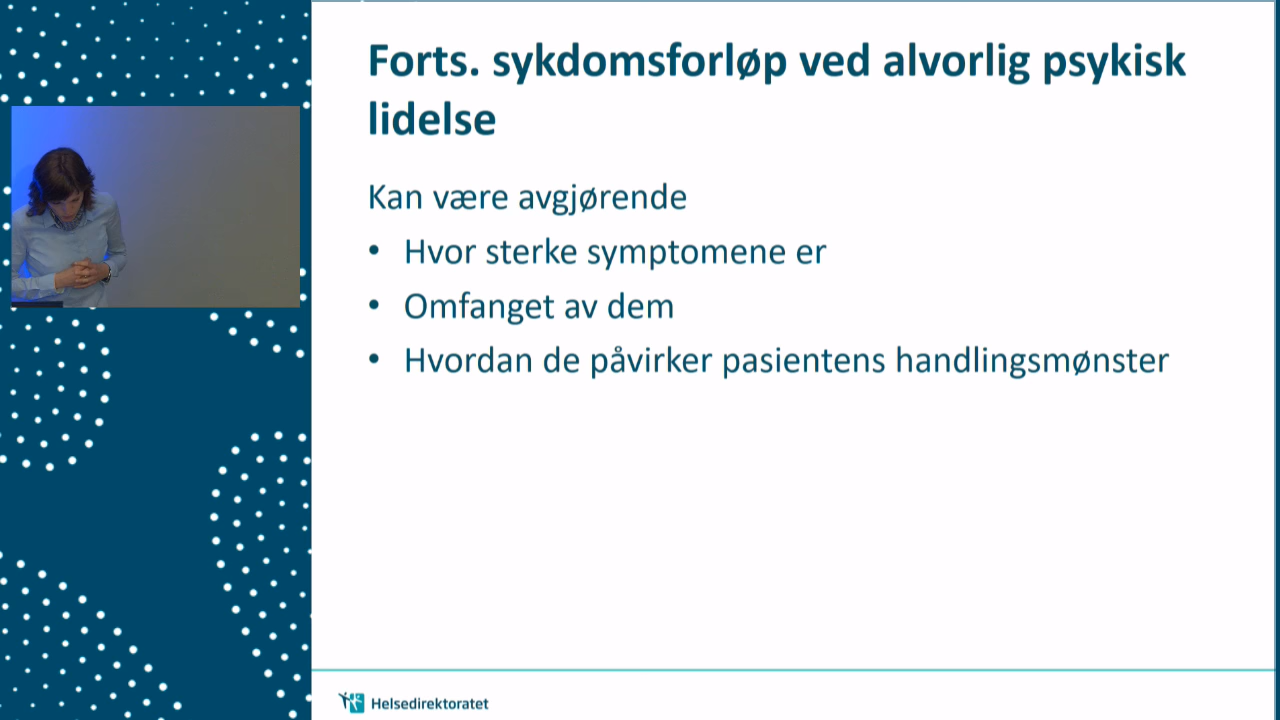 Forts. sykdomsforløp ved alvorlig psykisk
lidelse
Kan være avgjørende
• Hvor sterke symptomene er
• Omfanget av dem
• Hvordan de påvirker pasientens handlingsmønster
Helsedirektoratet